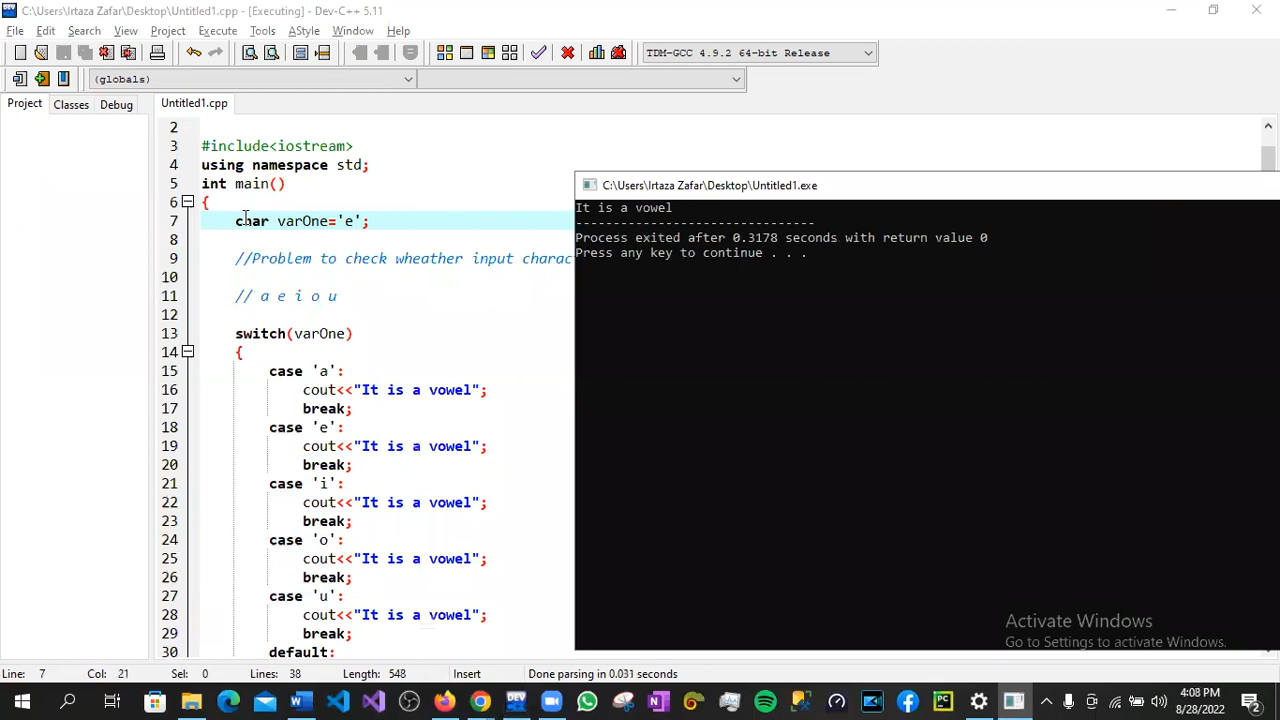 C:\Users\Irtaza Zafar\Desktop\Untitled1.cpp - [Executing] - Dev-C++ 5.11
File Edit Search View Project Execute Tools AStyle Window Help
TDM-GCC 4.9.2 64-bit Release
(globals)
Project Classes Debug Untitled1.cpp
2
3 #include<iostream>
4 using namespace std;
5 int main()
6 {
7 char varOne='e';
8
9 //Problem to check wheather input charac
10
11 // a e i o u
12
13 switch(varOne)
14 {
15 case 'a':
16 cout<<"It is a vowel";
17 break;
18 case 'e':
19 cout<<"It is a vowel";
20 break;
21 case 'i':
22 cout<<"It is a vowel";
23 break;
24 case 'o':
25 cout<<"It is a vowel";
26 break;
27 case 'u':
28 cout<<"It is a vowel";
29 break;
30 default:
C:\Users\Irtaza Zafar\Desktop\Untitled1.exe
It is a vowel
--------------------------------
Process exited after 0.3178 seconds with return value 0
Press any key to continue . . .
Activate Windows
Go to Settings to activate Windows.
Line: 7 Col: 21 Sel: 0 Lines: 38 Length: 548 Insert Done parsing in 0.031 seconds
4:08 PM
8/28/2022
2